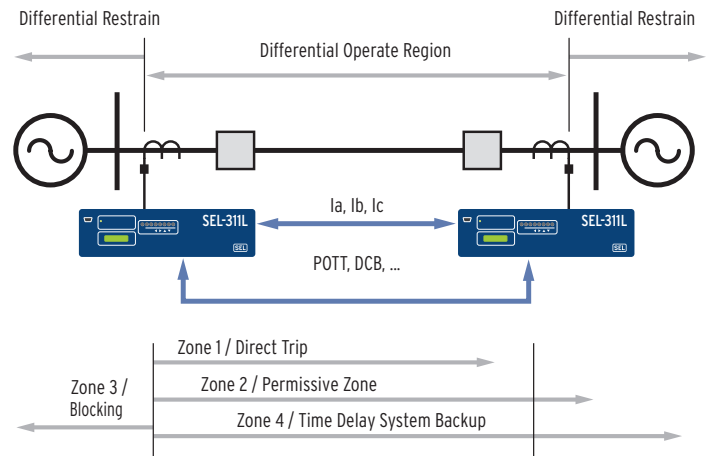 Differential Restrain
Differential Restrain
Differential Operate Region
Ia, Ib, Ic
SEL-311L
SEL-311L
SEL
SEL
POTT, DCB, ...
Zone 1 / Direct Trip
Zone 3 /
Blocking
Zone 2 / Permissive Zone
Zone 4 / Time Delay System Backup